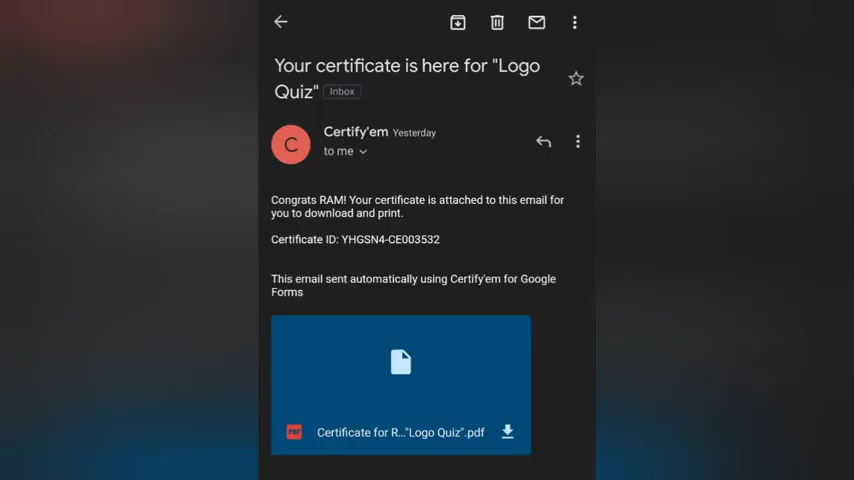 Your certificate is here for "Logo
Quiz" Inbox
Certify'em Yesterday
C
to me
Congrats RAM! Your certificate is attached to this email for
you to download and print.
Certificate ID: YHGSN4-CE003532
This email sent automatically using Certify'em for Google
Forms
PDF Certificate for R..."Logo Quiz".pdf